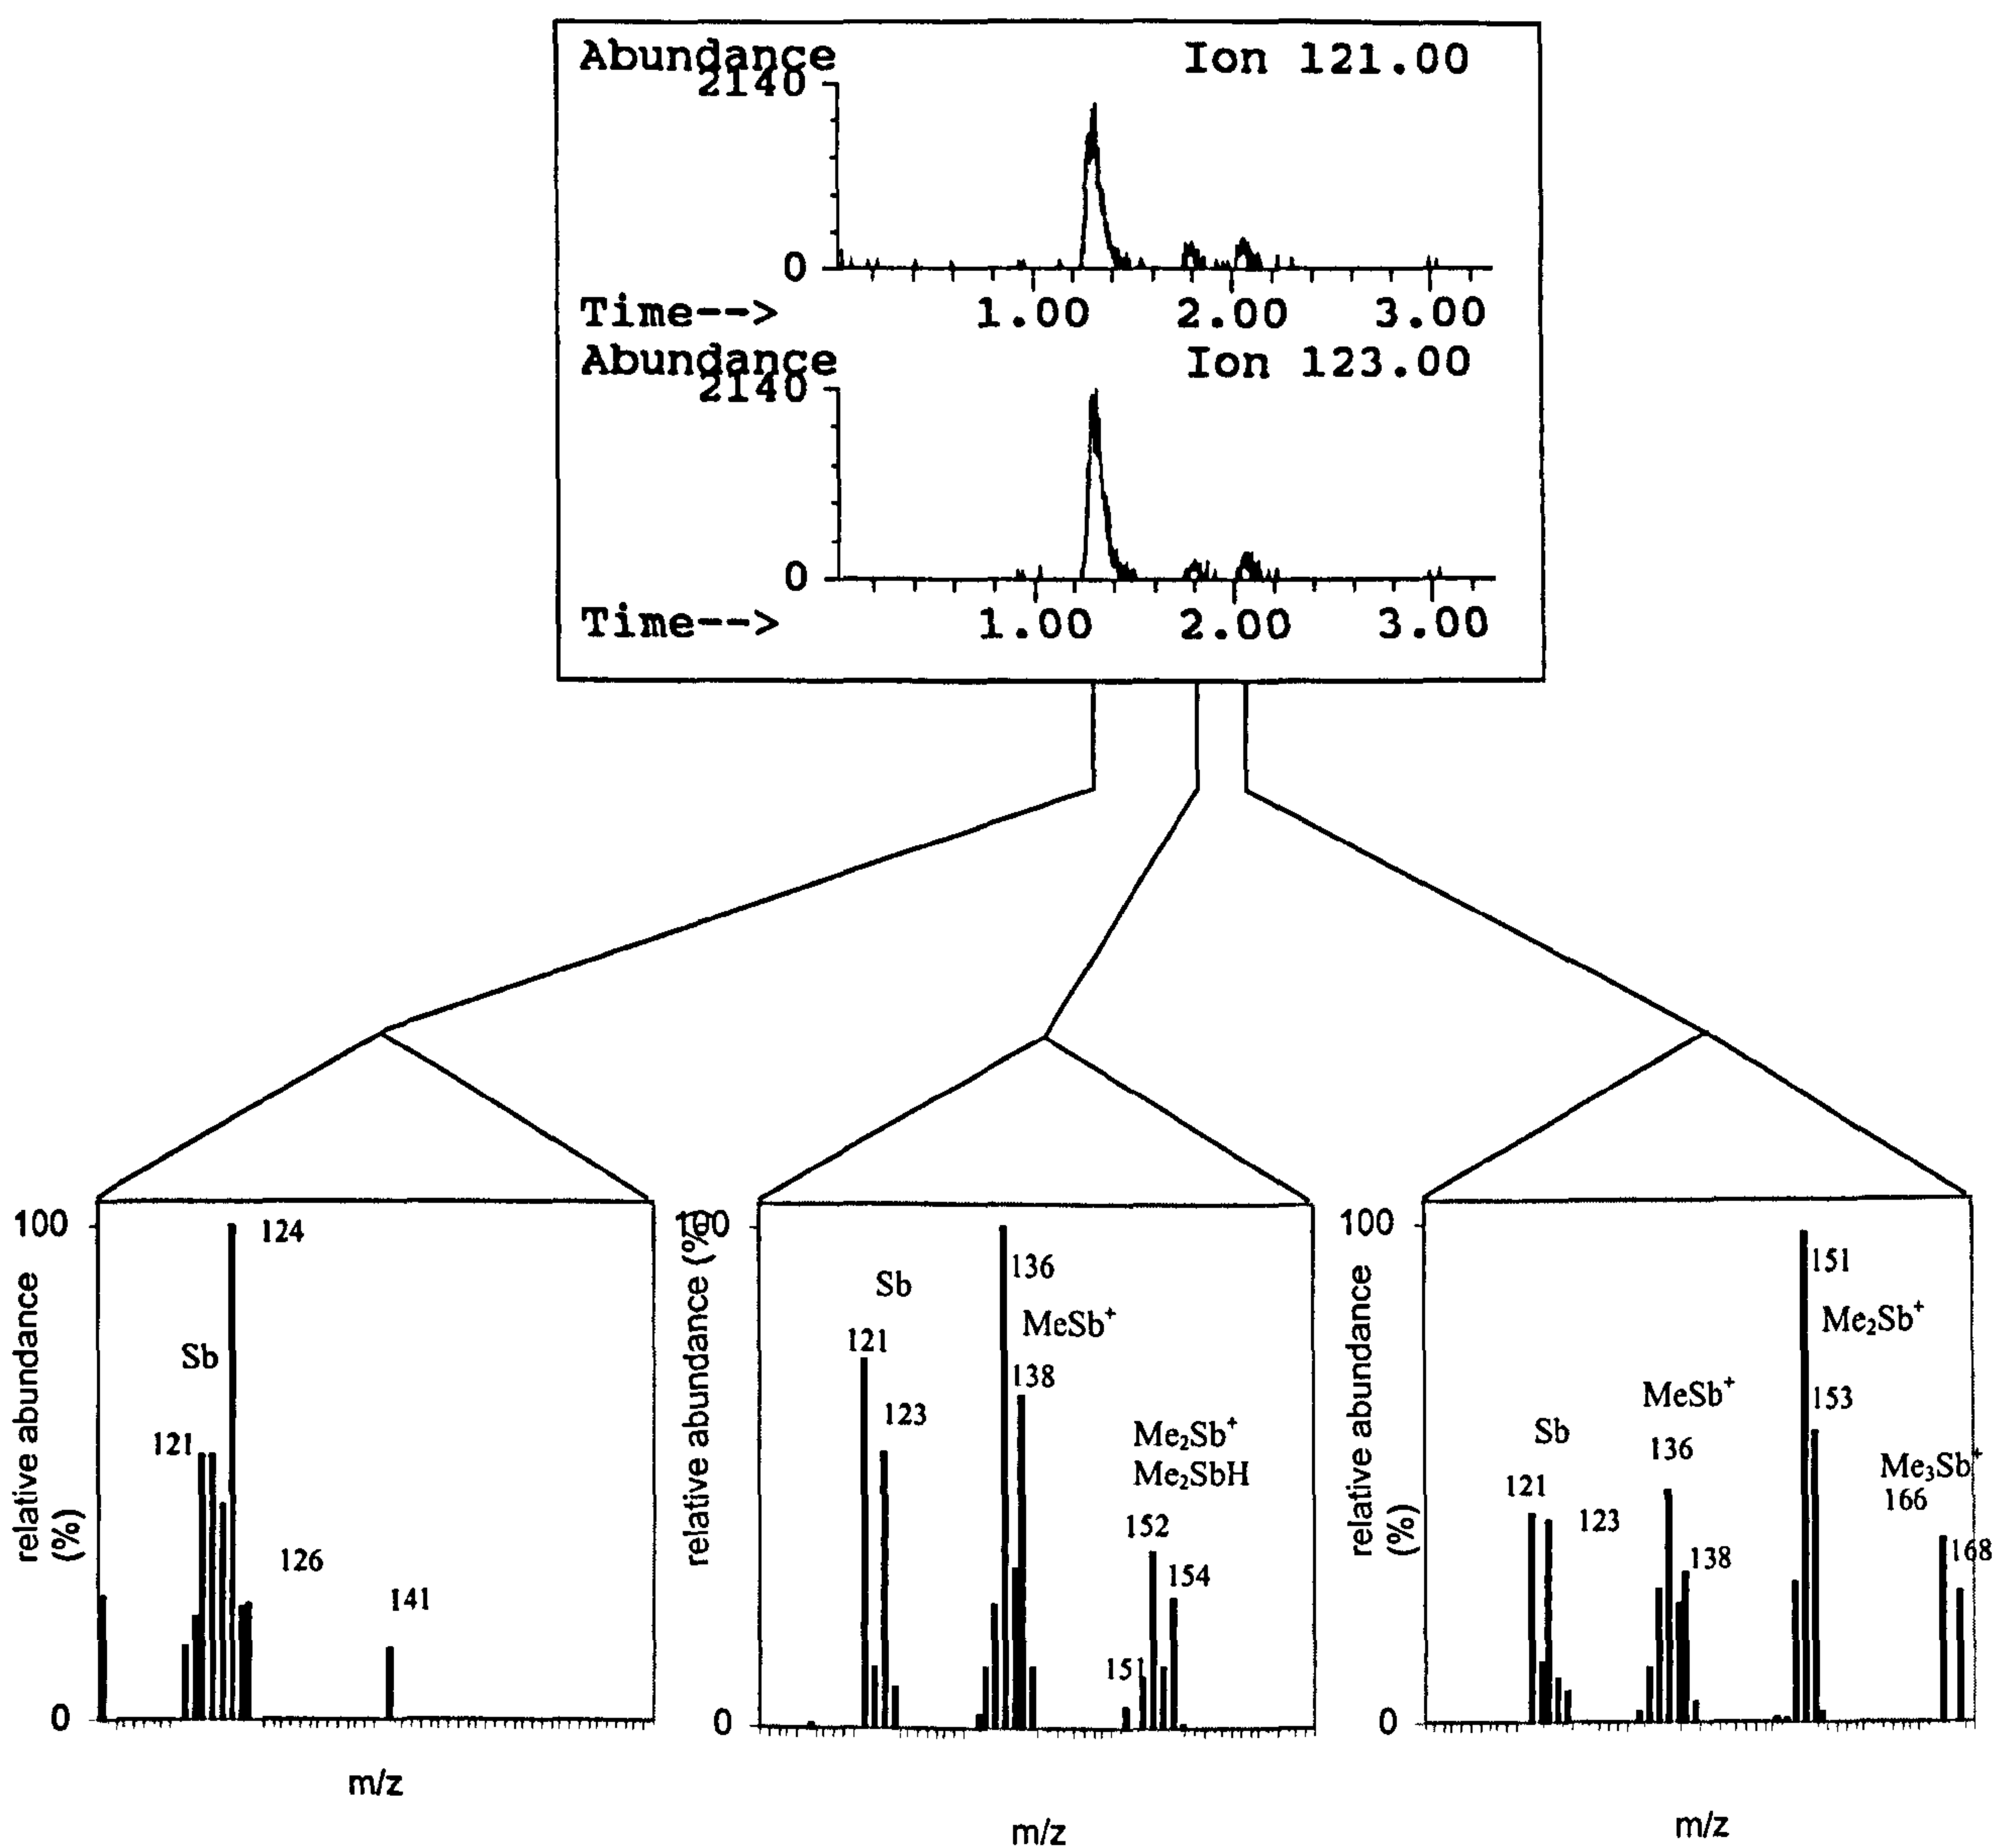 Abundance
Ion 121.00
2140
0
Time-->
1.00 2.00 3.00
Abundance
Ion 123.00
2140
0
Time-->
1.00 2.00 3.00
100
relative abundance
(%)
0
124
Sb
121
126
141
m/z
100
relative abundance (%)
0
136
Sb
MeSb⁺
121
138
123
Me₂Sb⁺
Me₂SbH
152
154
151
m/z
100
relative abundance
(%)
0
151
Me₂Sb⁺
MeSb⁺
153
Sb
136
Me₃Sb⁺
166
121
123
138
168
m/z